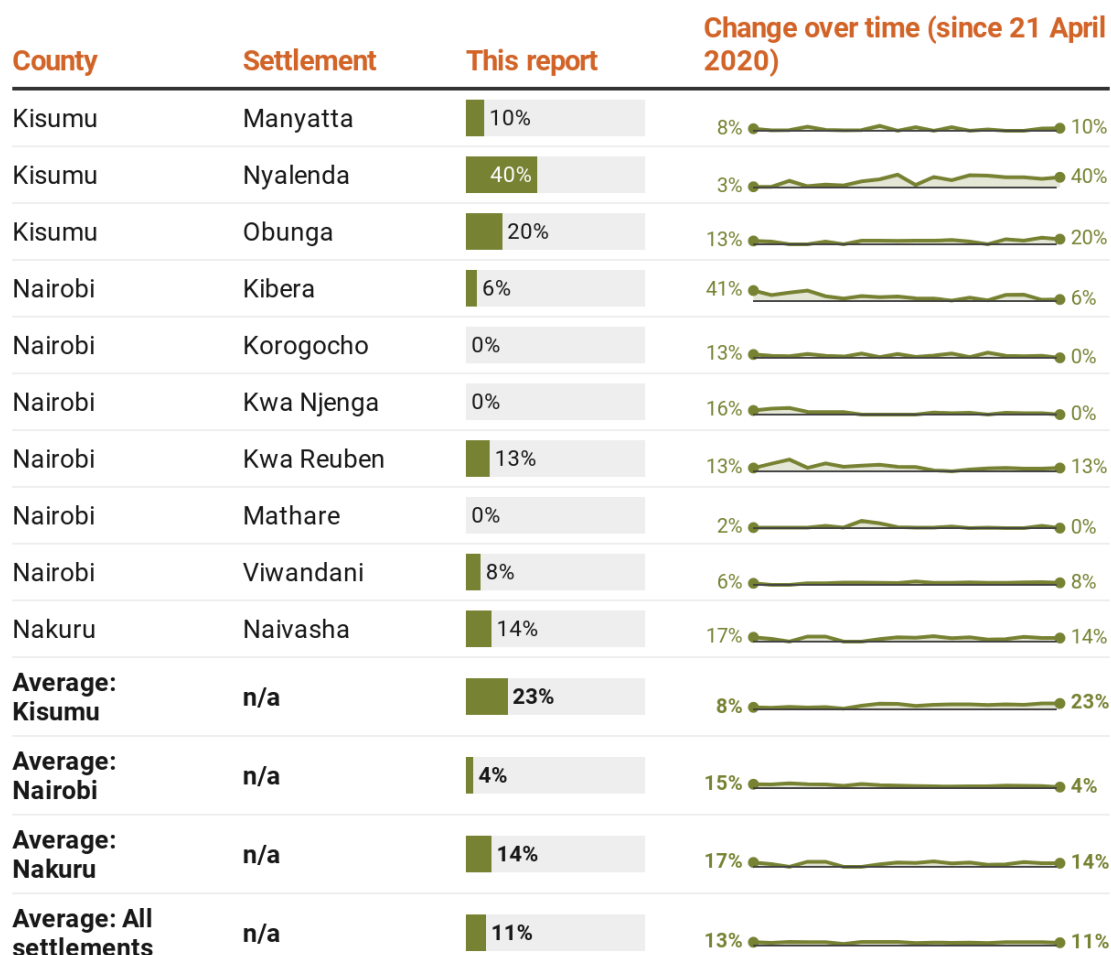 County Settlement This report Change over time (since 21 April 2020)
Kisumu Manyatta 10% 8% 10%
Kisumu Nyalenda 40% 3% 40%
Kisumu Obunga 20% 13% 20%
Nairobi Kibera 6% 41% 6%
Nairobi Korogocho 0% 13% 0%
Nairobi Kwa Njenga 0% 16% 0%
Nairobi Kwa Reuben 13% 13% 13%
Nairobi Mathare 0% 2% 0%
Nairobi Viwandani 8% 6% 8%
Nakuru Naivasha 14% 17% 14%
Average: Kisumu n/a 23% 8% 23%
Average: Nairobi n/a 4% 15% 4%
Average: Nakuru n/a 14% 17% 14%
Average: All settlements n/a 11% 13% 11%